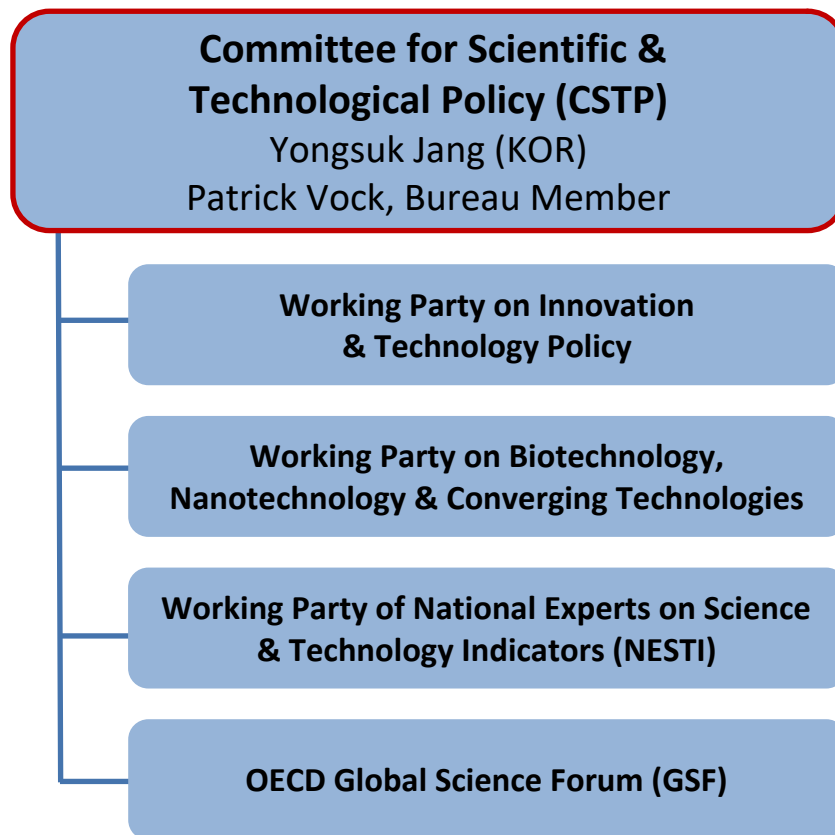 Committee for Scientific &
Technological Policy (CSTP)
Yongsuk Jang (KOR)
Patrick Vock, Bureau Member
Working Party on Innovation
& Technology Policy
Working Party on Biotechnology,
Nanotechnology & Converging Technologies
Working Party of National Experts on Science
& Technology Indicators (NESTI)
OECD Global Science Forum (GSF)